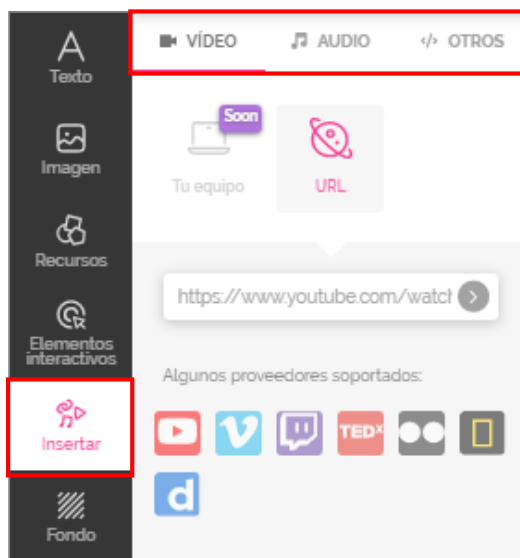 Texto
Imagen
Recursos
Elementos
interactivos
Insertar
Fondo
VÍDEO AUDIO </> OTROS
Soon
Tu equipo URL
https://www.youtube.com/watch
Algunos proveedores soportados:
TEDx
d